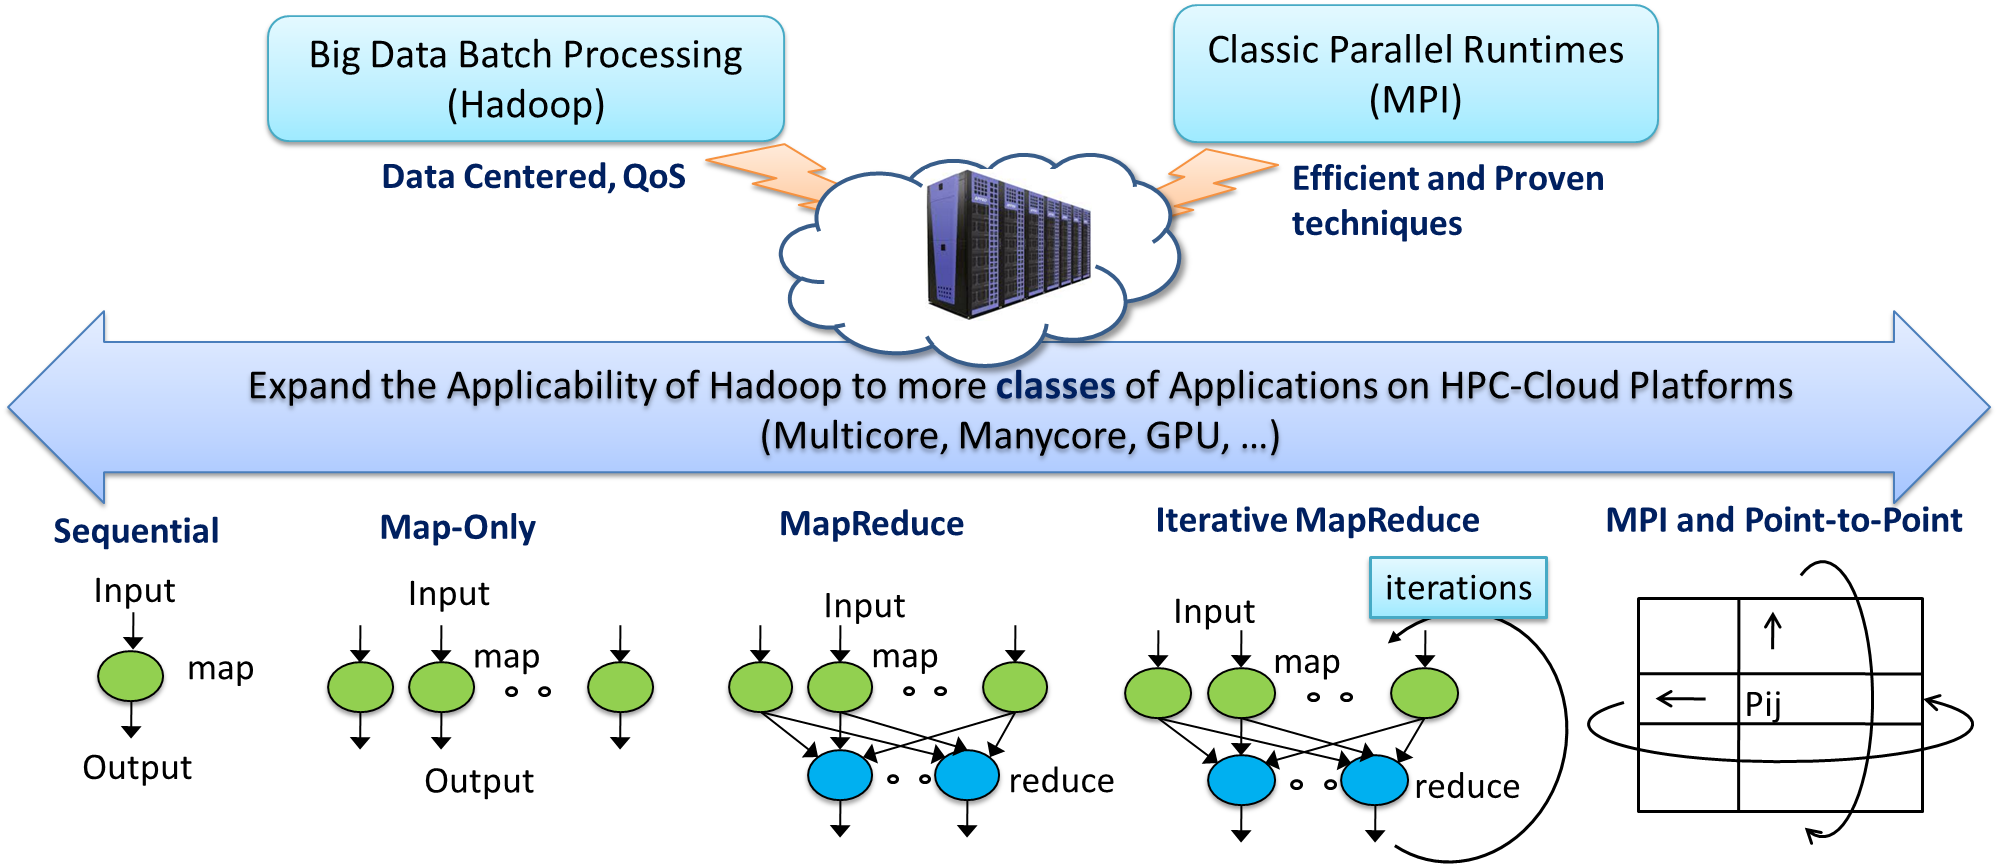 Big Data Batch Processing
(Hadoop)
Classic Parallel Runtimes
(MPI)
Data Centered, QoS
Efficient and Proven
techniques
Expand the Applicability of Hadoop to more classes of Applications on HPC-Cloud Platforms
(Multicore, Manycore, GPU, …)
Sequential
Input
map
Output
Map-Only
Input
map
Output
MapReduce
Input
map
reduce
Iterative MapReduce
iterations
Input
map
reduce
MPI and Point-to-Point
Pij